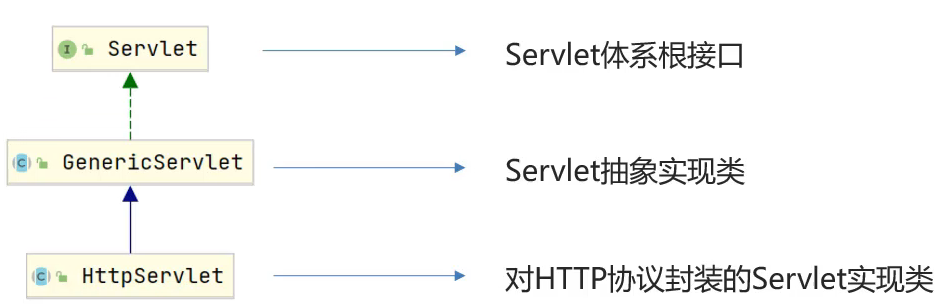 I Servlet
Servlet体系根接口
C GenericServlet
Servlet抽象实现类
C HttpServlet
对HTTP协议封装的Servlet实现类